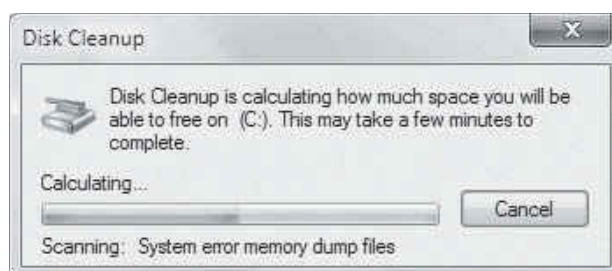 Disk Cleanup
Disk Cleanup is calculating how much space you will be
able to free on  (C:). This may take a few minutes to
complete.
Calculating...
Cancel
Scanning:  System error memory dump files